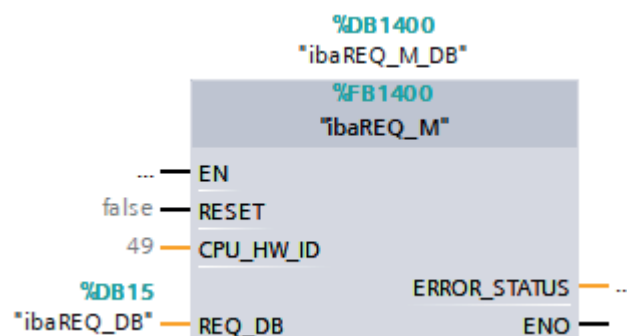 %DB1400
"ibaREQ_M_DB"
%FB1400
"ibaREQ_M"
... EN
false RESET
49 CPU_HW_ID
ERROR_STATUS ...
%DB15
"ibaREQ_DB" REQ_DB ENO